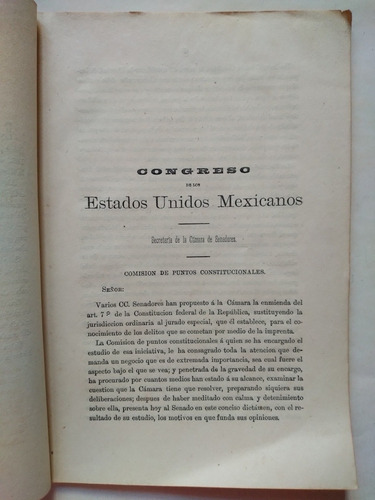 CONGRESO
DE LOS
Estados Unidos Mexicanos
Secretaría de la Cámara de Senadores.
COMISION DE PUNTOS CONSTITUCIONALES.
SEÑOR:
Varios CC. Senadores han propuesto á la Cámara la enmienda del
art. 7º de la Constitucion federal de la República, sustituyendo la
jurisdiccion ordinaria al jurado especial, que él establece, para el co-
nocimiento de los delitos que se cometan por medio de la imprenta.
La Comision de puntos constitucionales á quien se ha encargado el
estudio de esa iniciativa, le ha consagrado toda la atencion que de-
manda un negocio que es de extremada importancia, sea cual fuere el
aspecto bajo el que se vea; y penetrada de la gravedad de su encargo,
ha procurado por cuantos medios han estado á su alcance, examinar la
cuestion que la Cámara tiene que resolver, preparando siquiera sus
deliberaciones; despues de haber meditado con calma y detenimiento
sobre ella, presenta hoy al Senado en este conciso dictámen, con el re-
sultado de su estudio, los motivos en que funda sus opiniones.